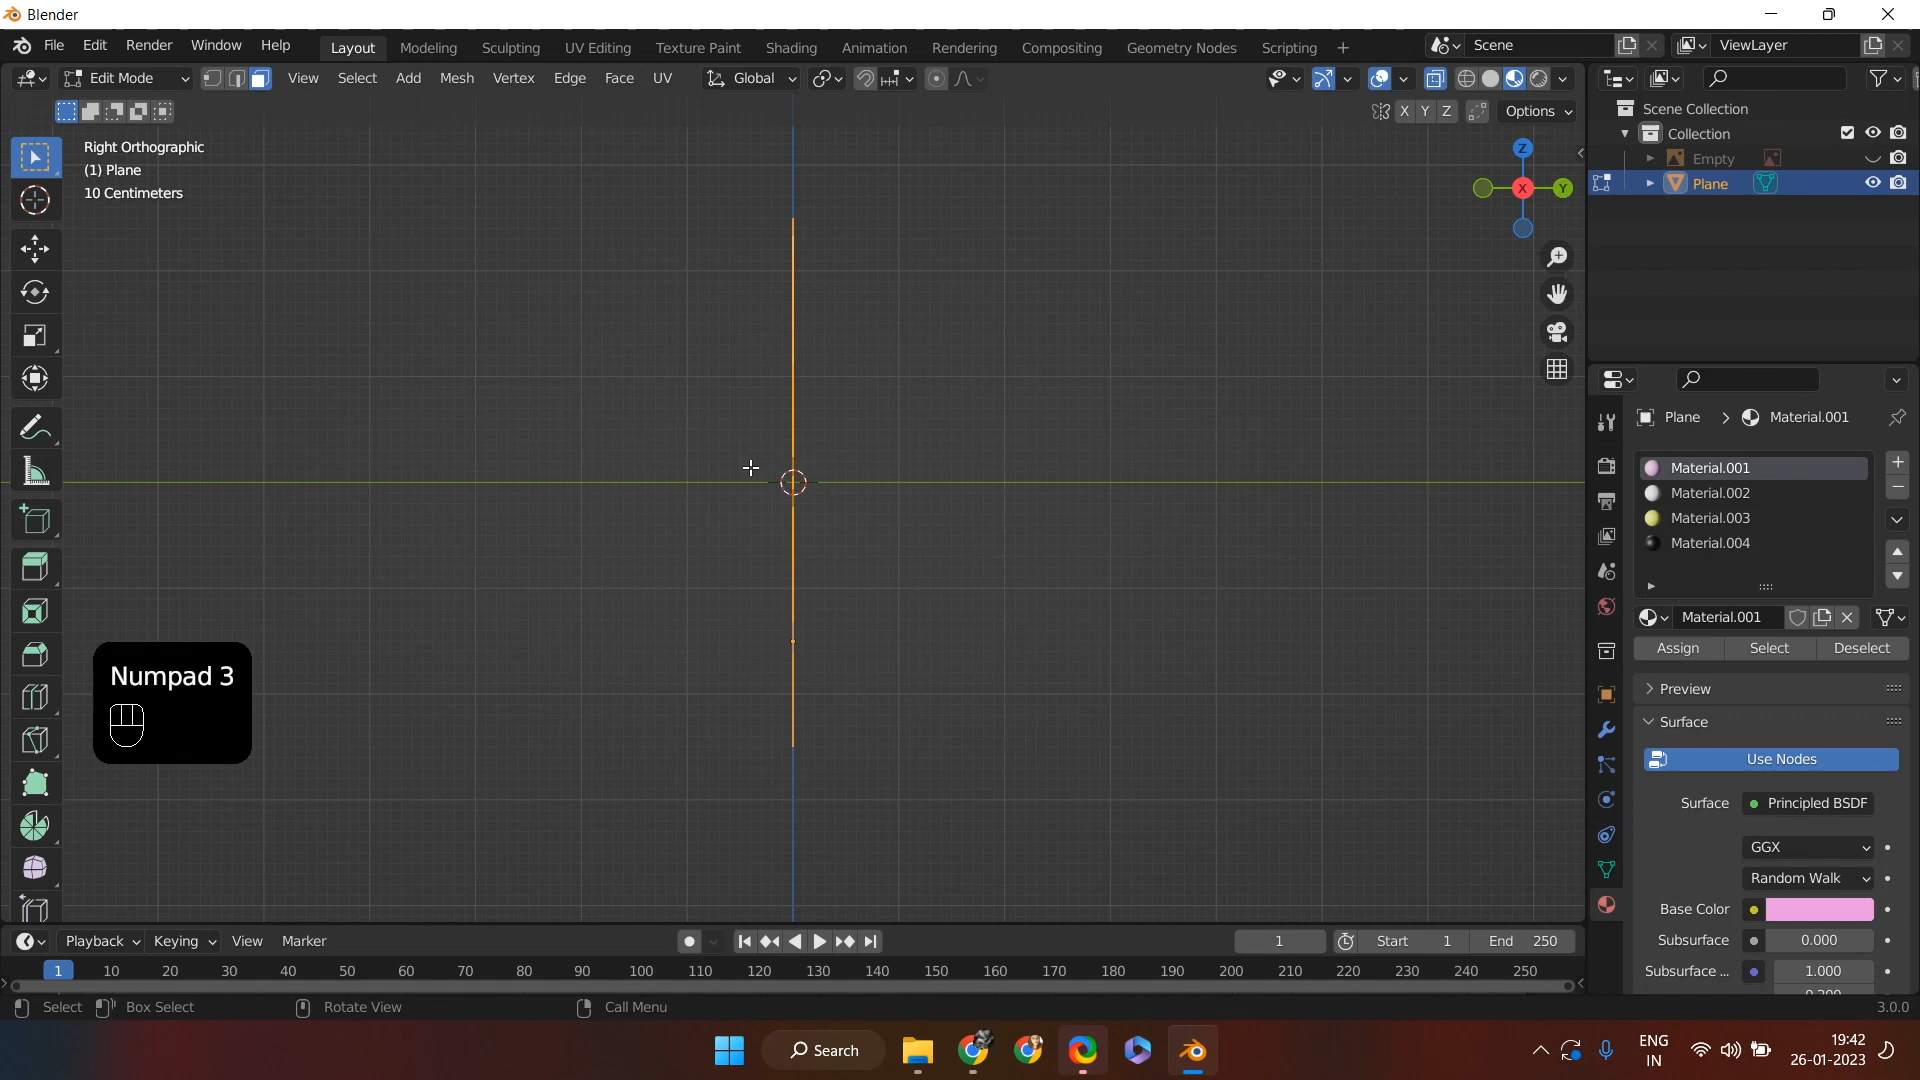 Blender
File Edit Render Window Help Layout Modeling Sculpting UV Editing Texture Paint Shading Animation Rendering Compositing Geometry Nodes Scripting + Scene ViewLayer
Edit Mode View Select Add Mesh Vertex Edge Face UV Global
X Y Z Options
Right Orthographic
(1) Plane
10 Centimeters
Z
X
Y
Scene Collection
Collection
Empty
Plane
Plane > Material.001
Material.001
Material.002
Material.003
Material.004
Material.001
Assign Select Deselect
Preview
Surface
Use Nodes
Surface Principled BSDF
GGX
Random Walk
Base Color
Subsurface 0.000
Subsurface ... 1.000
0.200
Numpad 3
Playback Keying View Marker 1 Start 1 End 250
1 10 20 30 40 50 60 70 80 90 100 110 120 130 140 150 160 170 180 190 200 210 220 230 240 250
Select Box Select Rotate View Call Menu 3.0.0
Search
ENG
IN
19:42
26-01-2023